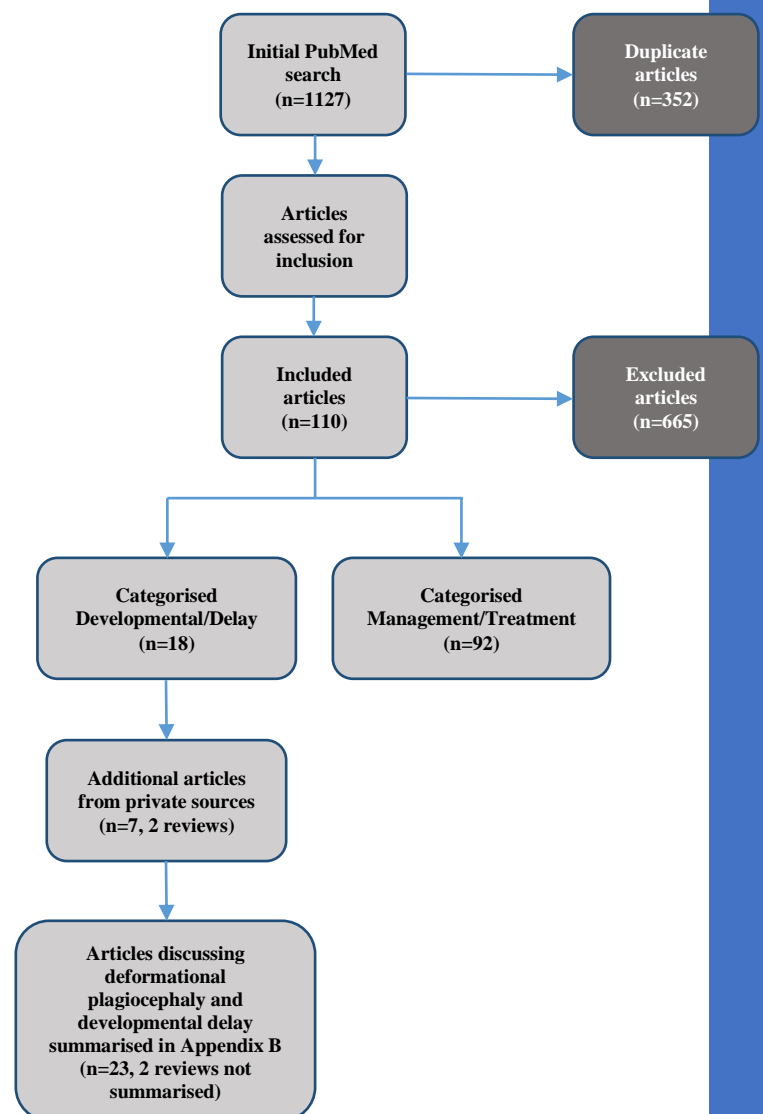 Initial PubMed
search
(n=1127)
Duplicate
articles
(n=352)
Articles
assessed for
inclusion
Included
articles
(n=110)
Excluded
articles
(n=665)
Categorised
Developmental/Delay
(n=18)
Categorised
Management/Treatment
(n=92)
Additional articles
from private sources
(n=7, 2 reviews)
Articles discussing
deformational
plagiocephaly and
developmental delay
summarised in Appendix B
(n=23, 2 reviews not
summarised)